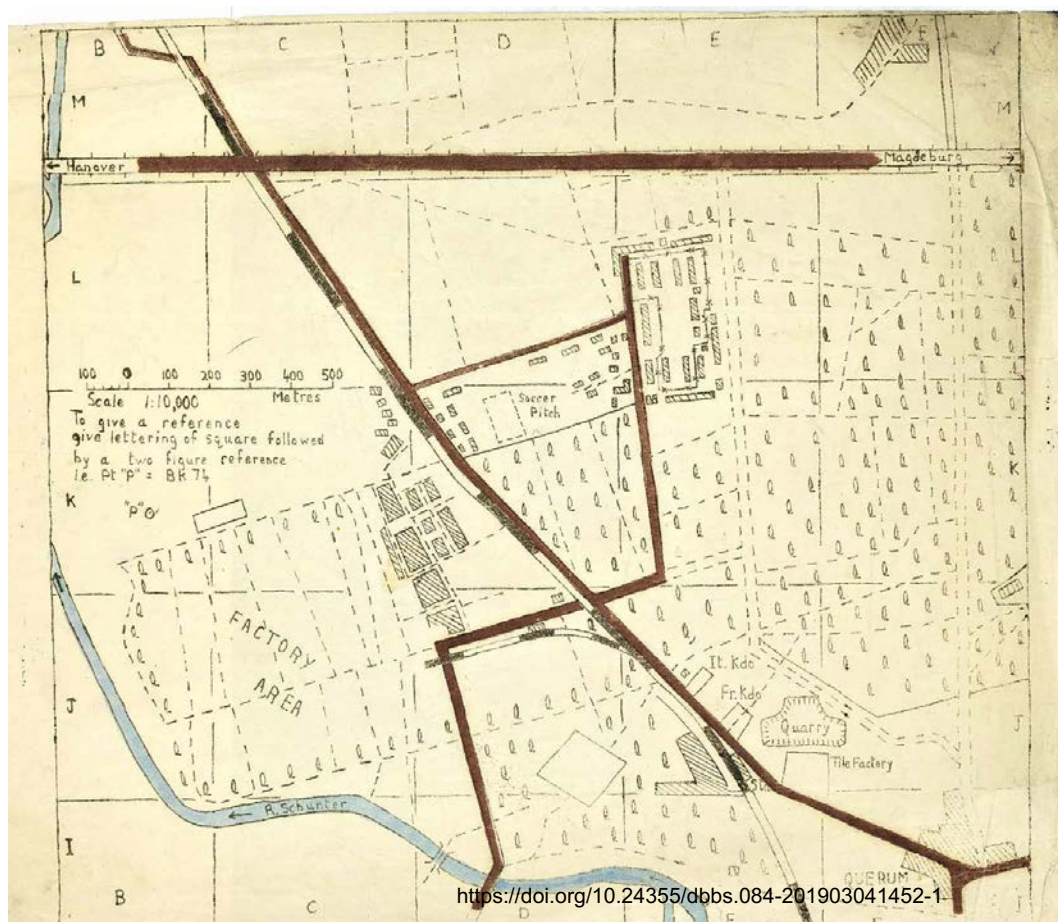 B C D E F
M M
← Hanover Magdeburg →
L
100 0 100 200 300 400 500
Scale 1:10,000 Metres
To give a reference
give lettering of square followed
by a two figure reference
i.e. Pt "P" = BK 74
Soccer
Pitch
K K
"P"
FACTORY
AREA
It. Kdo
Fr. Kdo
Quarry
J J
Tile Factory
R. Schunter
I
QUERUM
B C D E
https://doi.org/10.24355/dbbs.084-201903041452-1